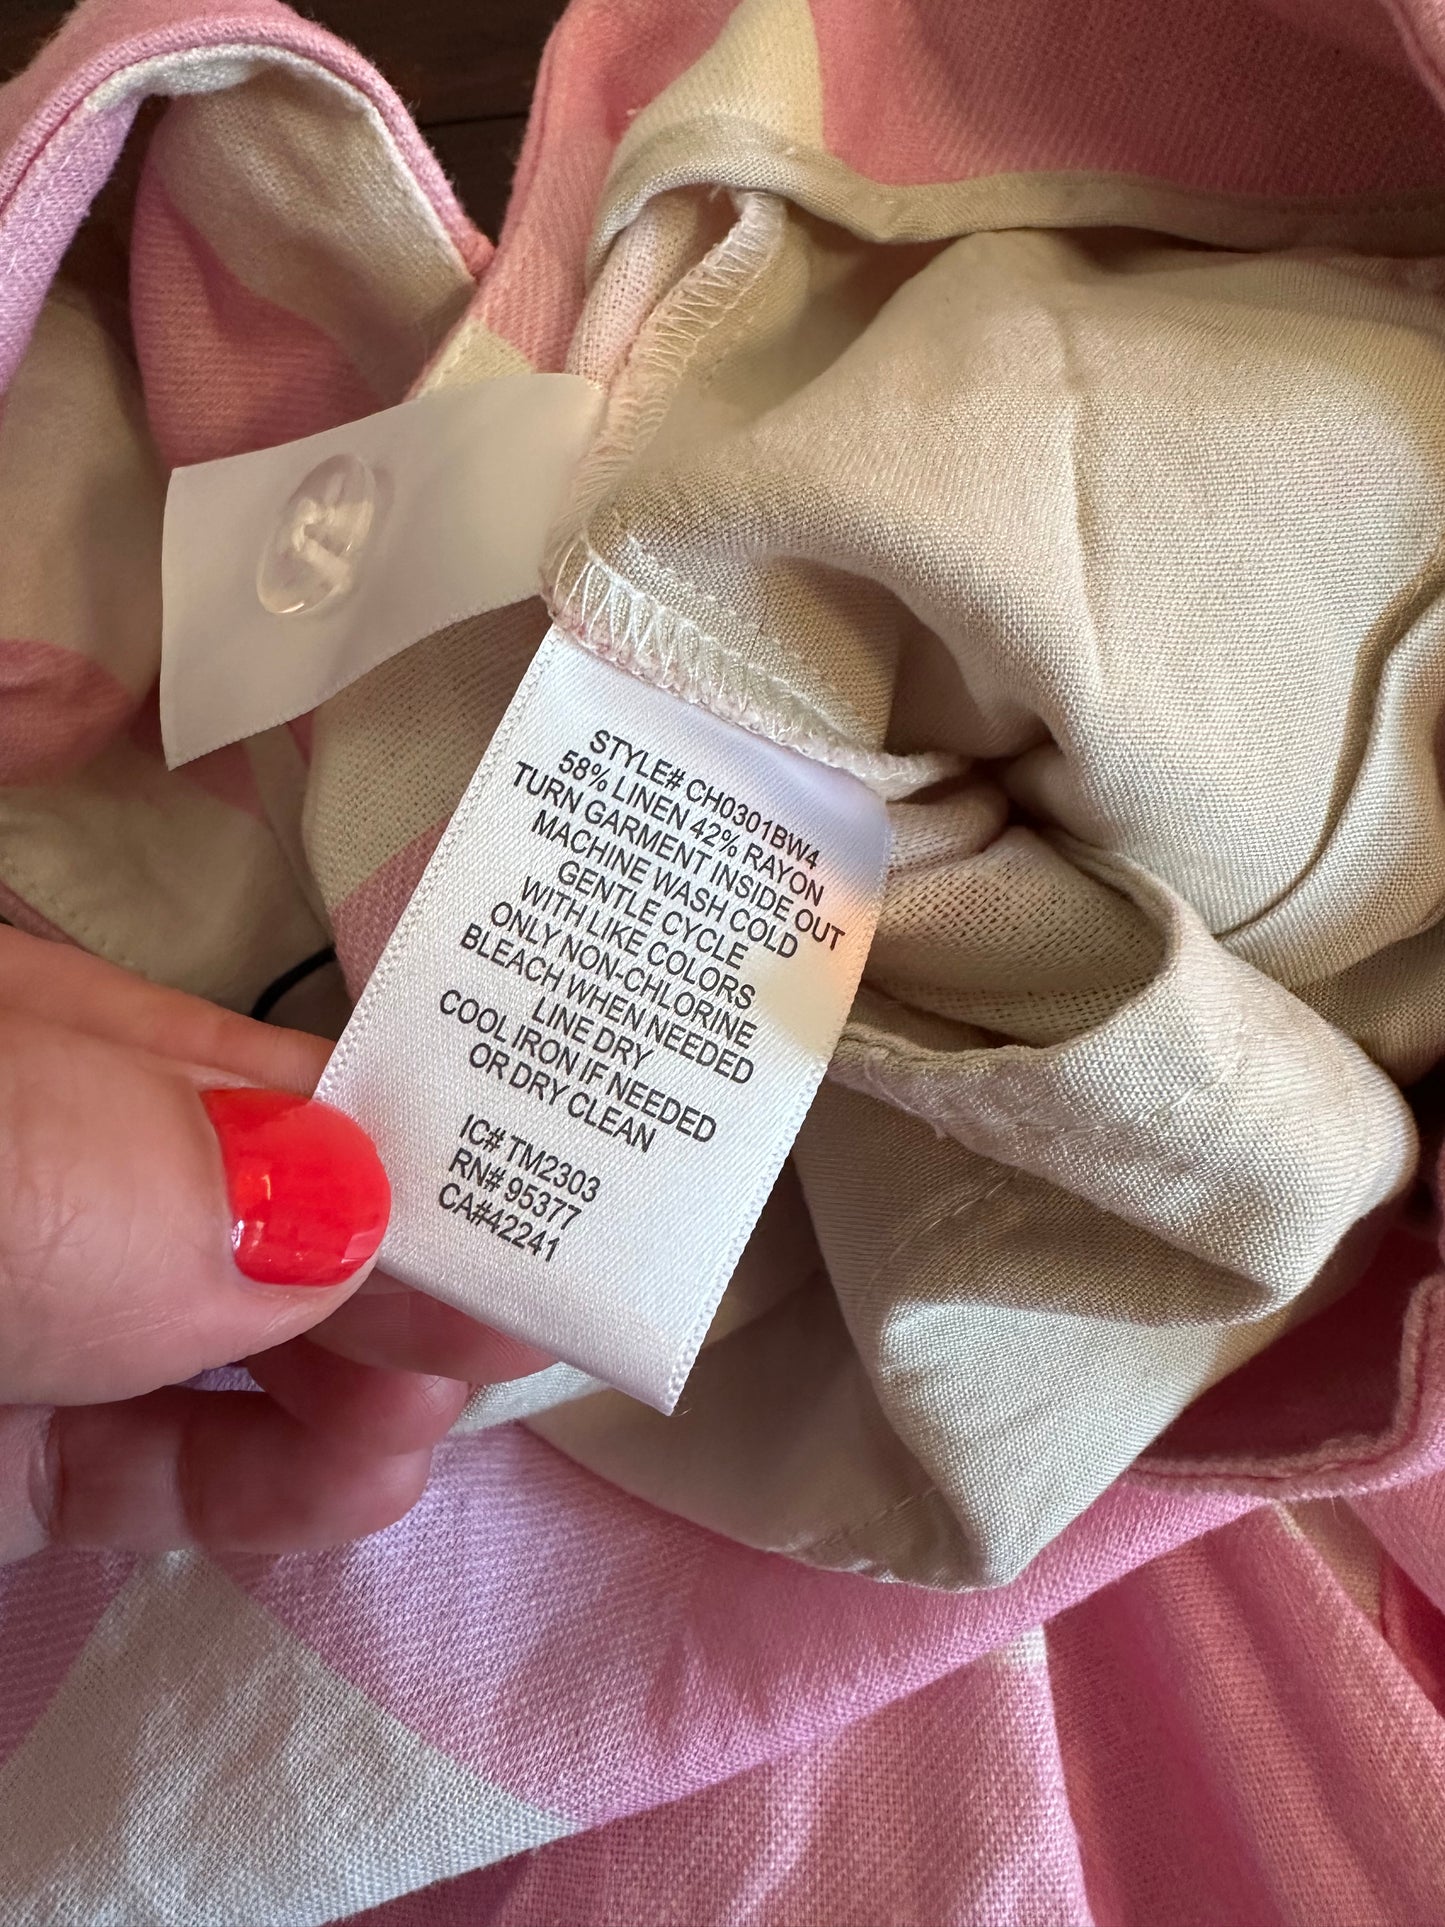 STYLE# CH0301BW4
58% LINEN 42% RAYON
TURN GARMENT INSIDE OUT
MACHINE WASH COLD
GENTLE CYCLE
WITH LIKE COLORS
ONLY NON-CHLORINE
BLEACH WHEN NEEDED
LINE DRY
COOL IRON IF NEEDED
OR DRY CLEAN
IC# TM2303
RN# 95377
CA#42241